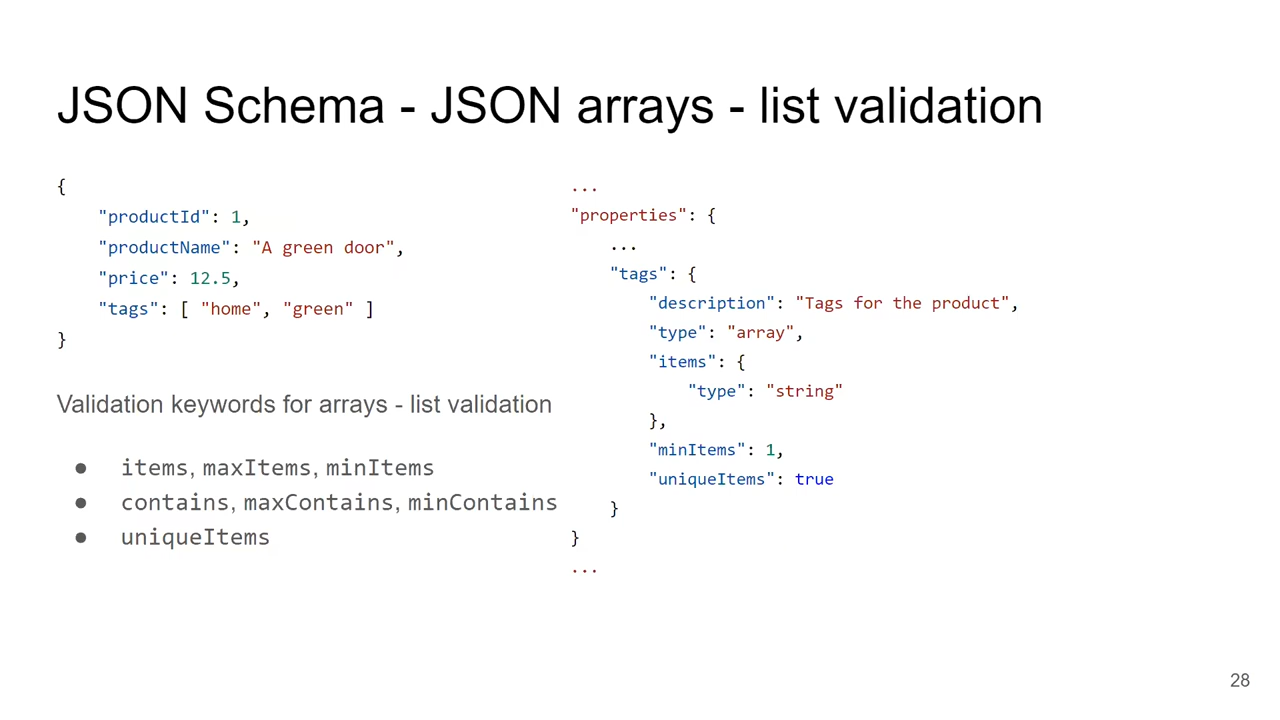 JSON Schema - JSON arrays - list validation
{
"productId": 1,
"productName": "A green door",
"price": 12.5,
"tags": [ "home", "green" ]
}
Validation keywords for arrays - list validation
● items, maxItems, minItems
● contains, maxContains, minContains
● uniqueItems
...
"properties": {
...
"tags": {
"description": "Tags for the product",
"type": "array",
"items": {
"type": "string"
},
"minItems": 1,
"uniqueItems": true
}
}
...
28